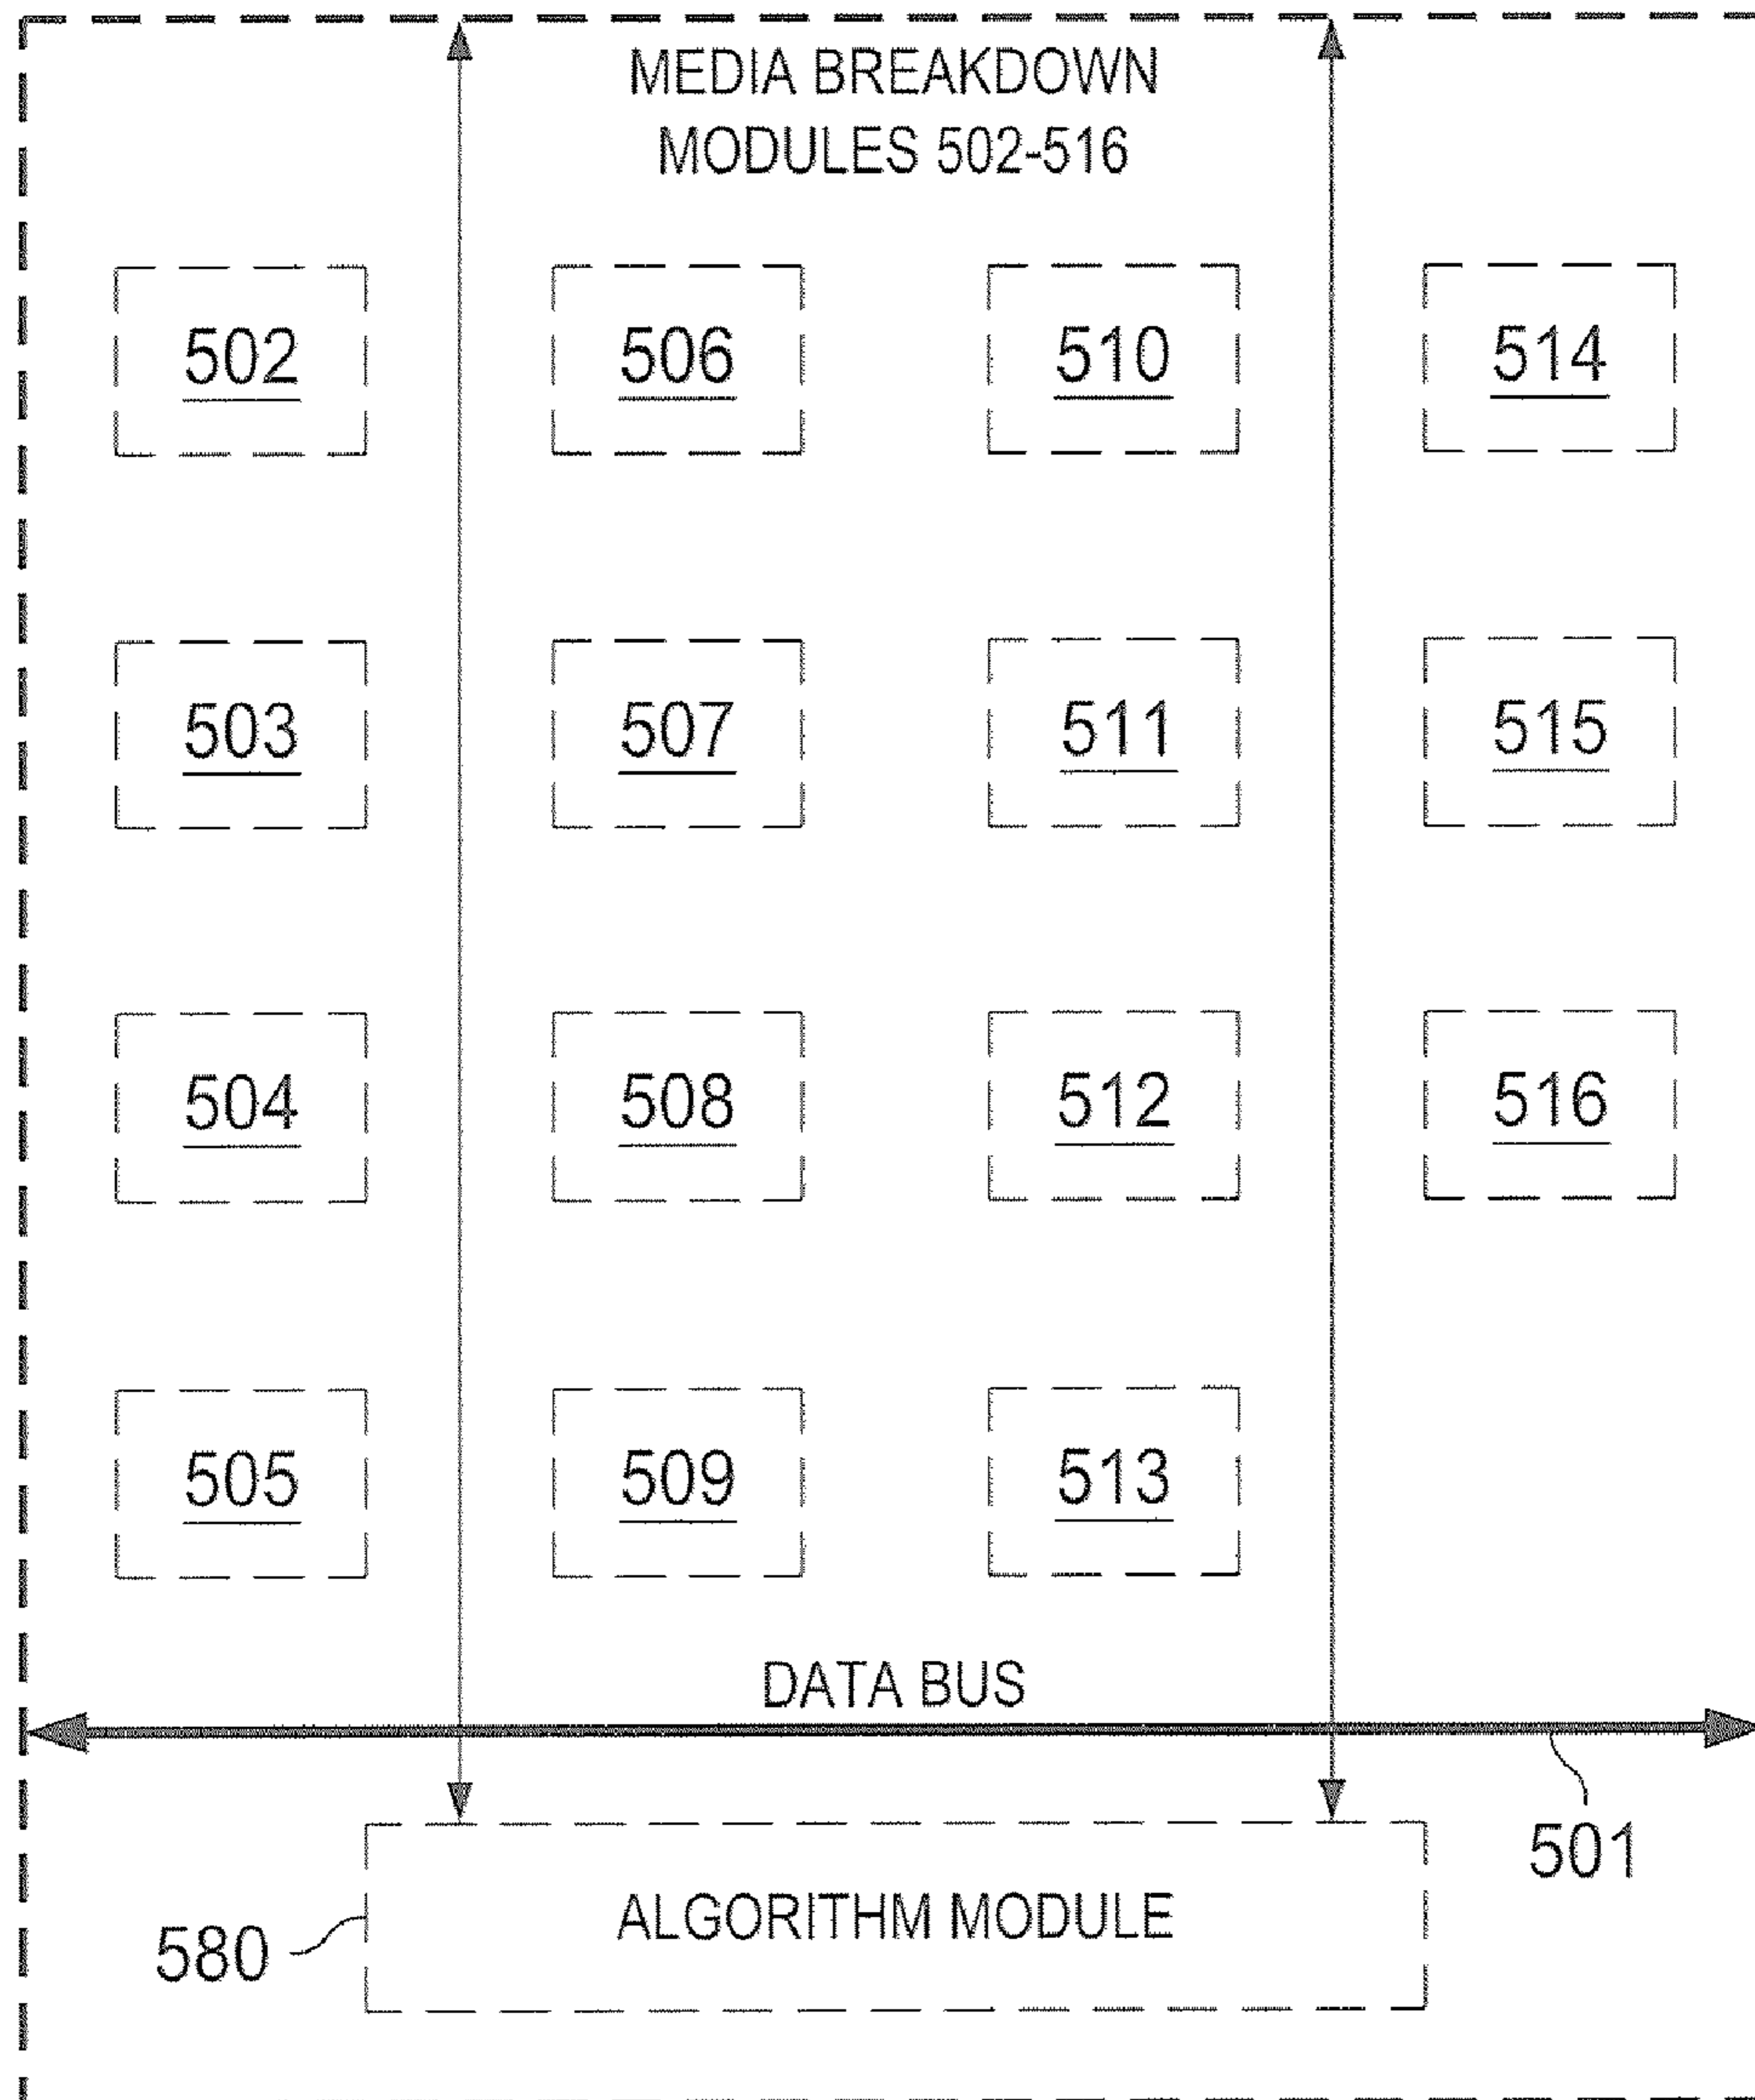 MEDIA BREAKDOWN
MODULES 502-516
502 506 510 514
503 507 511 515
504 508 512 516
505 509 513
DATA BUS
501
ALGORITHM MODULE
580